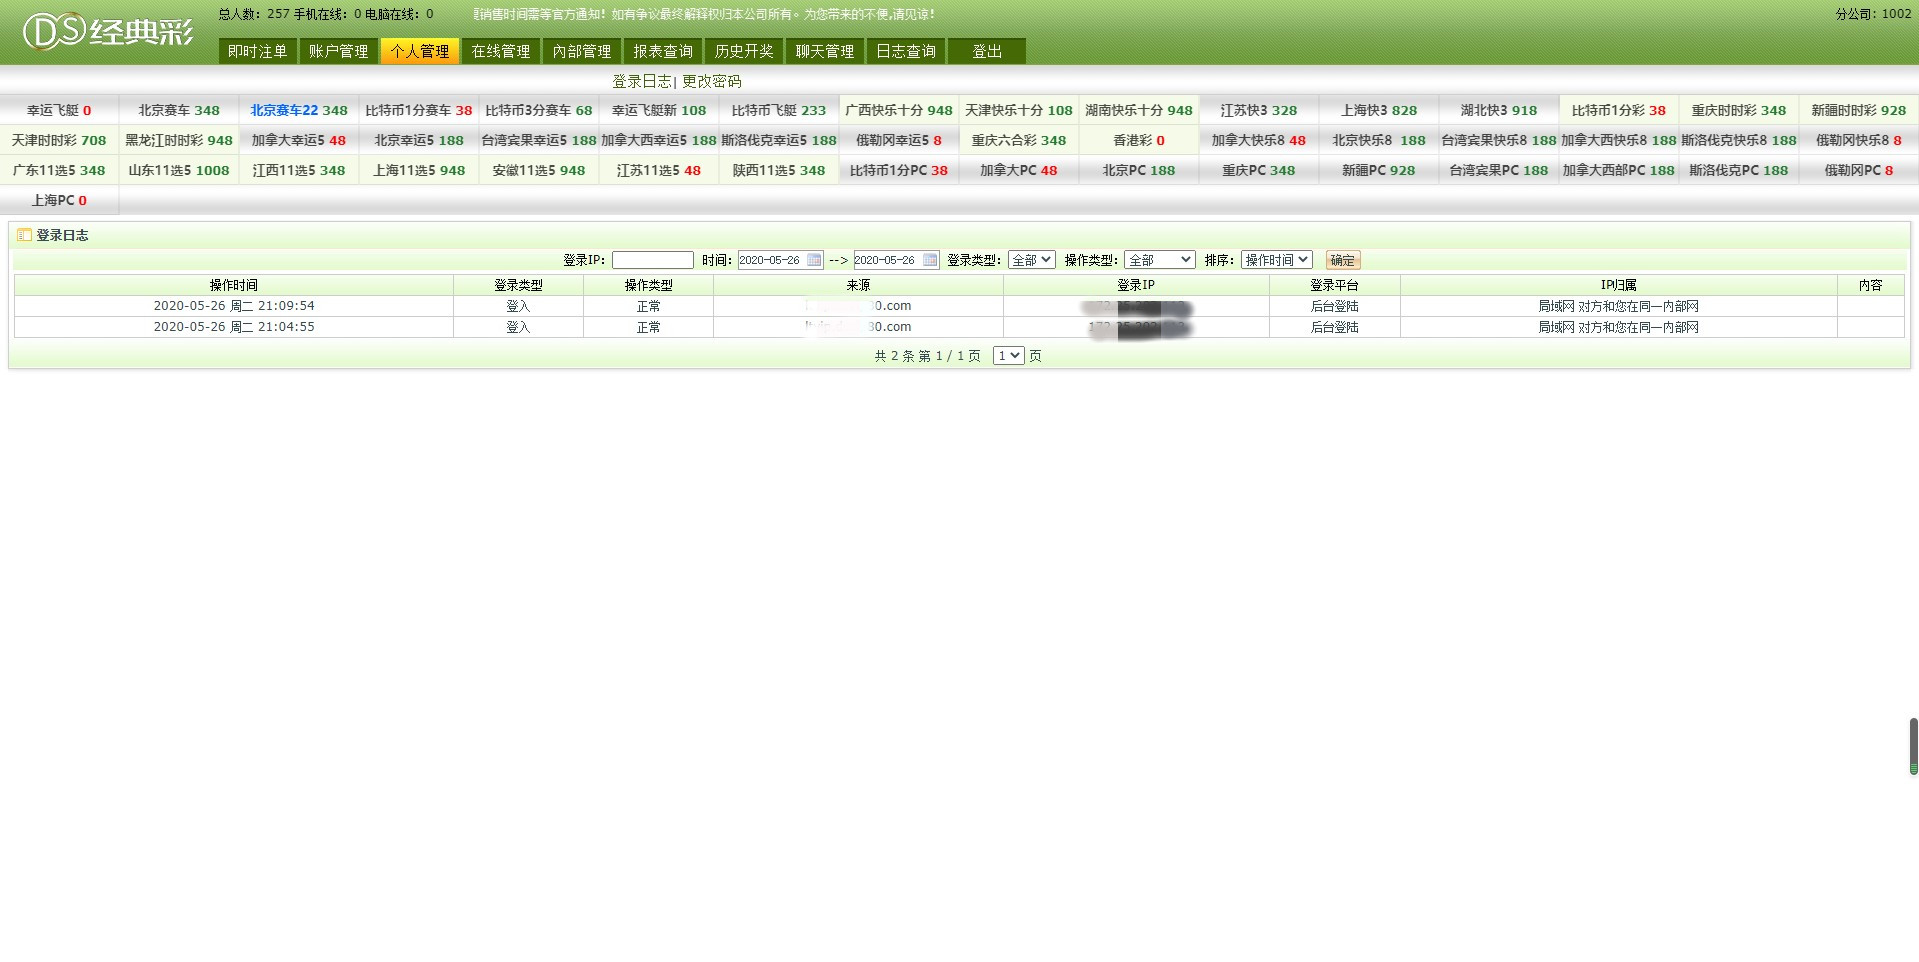 DS经典彩
总人数：257 手机在线：0 电脑在线：0
销售时间需等官方通知！如有争议最终解释权归本公司所有。为您带来的不便,请见谅！
分公司：1002
即时注单 账户管理 个人管理 在线管理 内部管理 报表查询 历史开奖 聊天管理 日志查询 登出
登录日志| 更改密码
幸运飞艇 0 北京赛车 348 北京赛车22 348 比特币1分赛车 38 比特币3分赛车 68 幸运飞艇新 108 比特币飞艇 233 广西快乐十分 948 天津快乐十分 108 湖南快乐十分 948 江苏快3 328 上海快3 828 湖北快3 918 比特币1分彩 38 重庆时时彩 348 新疆时时彩 928
天津时时彩 708 黑龙江时时彩 948 加拿大幸运5 48 北京幸运5 188 台湾宾果幸运5 188 加拿大西幸运5 188 斯洛伐克幸运5 188 俄勒冈幸运5 8 重庆六合彩 348 香港彩 0 加拿大快乐8 48 北京快乐8 188 台湾宾果快乐8 188 加拿大西快乐8 188 斯洛伐克快乐8 188 俄勒冈快乐8 8
广东11选5 348 山东11选5 1008 江西11选5 348 上海11选5 948 安徽11选5 948 江苏11选5 48 陕西11选5 348 比特币1分PC 38 加拿大PC 48 北京PC 188 重庆PC 348 新疆PC 928 台湾宾果PC 188 加拿大西部PC 188 斯洛伐克PC 188 俄勒冈PC 8
上海PC 0
登录日志
登录IP： 时间：2020-05-26 --> 2020-05-26 登录类型：全部 操作类型：全部 排序：操作时间 确定
操作时间 登录类型 操作类型 来源 登录IP 登录平台 IP归属 内容
2020-05-26 周二 21:09:54 登入 正常 30.com 后台登陆 局域网 对方和您在同一内部网
2020-05-26 周二 21:04:55 登入 正常 30.com 后台登陆 局域网 对方和您在同一内部网
共 2 条 第 1 / 1 页 1 页